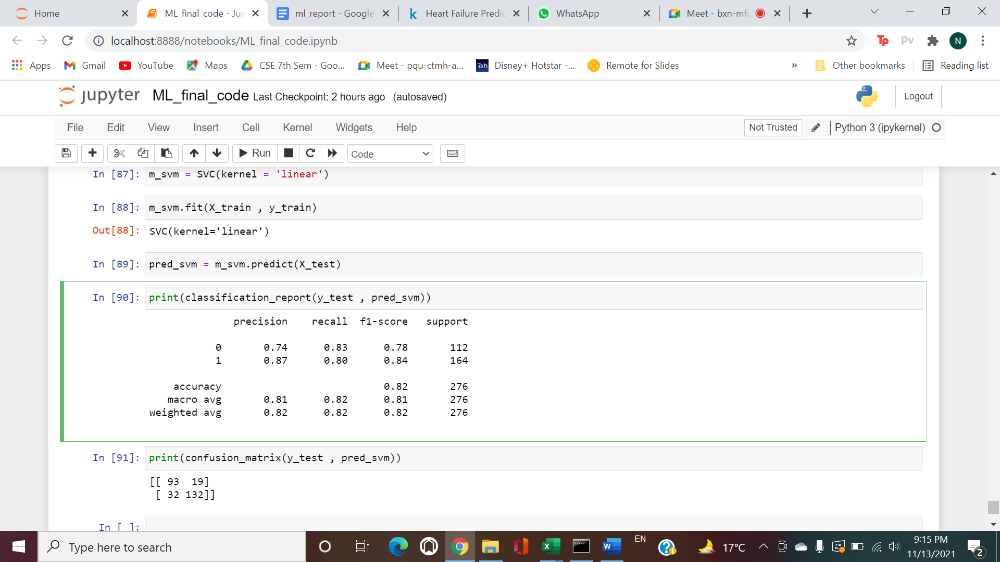 Home
ML_final_code - Jup
ml_report - Google
Heart Failure Predic
WhatsApp
Meet - bxn-mfu
localhost:8888/notebooks/ML_final_code.ipynb
Tp
pv
N
Apps
Gmail
YouTube
Maps
CSE 7th Sem - Goo...
Meet - pqu-ctmh-a...
Disney+ Hotstar -...
Remote for Slides
»
Other bookmarks
Reading list
jupyter
ML_final_code Last Checkpoint: 2 hours ago (autosaved)
Logout
File Edit View Insert Cell Kernel Widgets Help
Not Trusted
Python 3 (ipykernel)
Run
Code
In [87]: m_svm = SVC(kernel = 'linear')
In [88]: m_svm.fit(X_train , y_train)
Out[88]: SVC(kernel='linear')
In [89]: pred_svm = m_svm.predict(X_test)
In [90]: print(classification_report(y_test , pred_svm))
precision recall f1-score support
0 0.74 0.83 0.78 112
1 0.87 0.80 0.84 164
accuracy 0.82 276
macro avg 0.81 0.82 0.81 276
weighted avg 0.82 0.82 0.82 276
In [91]: print(confusion_matrix(y_test , pred_svm))
[[ 93 19]
[ 32 132]]
In [ ]:
Type here to search
EN
17°C
9:15 PM
11/13/2021
2